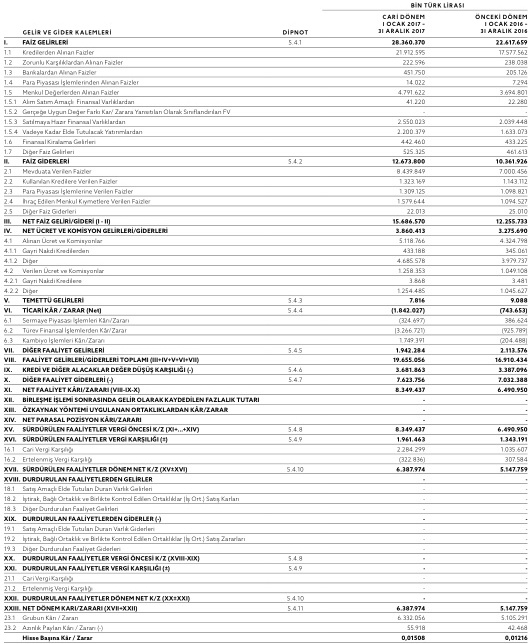 BİN TÜRK LİRASI
CARİ DÖNEM ÖNCEKİ DÖNEM
1 OCAK 2017 - 1 OCAK 2016 -
GELİR VE GİDER KALEMLERİ DİPNOT 31 ARALIK 2017 31 ARALIK 2016
I. FAİZ GELİRLERİ 5.4.1 28.360.370 22.617.659
1.1 Kredilerden Alınan Faizler 21.912.595 17.577.562
1.2 Zorunlu Karşılıklardan Alınan Faizler 222.596 238.038
1.3 Bankalardan Alınan Faizler 451.750 205.126
1.4 Para Piyasası İşlemlerinden Alınan Faizler 14.022 7.294
1.5 Menkul Değerlerden Alınan Faizler 4.791.622 3.694.801
1.5.1 Alım Satım Amaçlı Finansal Varlıklardan 41.220 22.280
1.5.2 Gerçeğe Uygun Değer Farkı Kar/ Zarara Yansıtılan Olarak Sınıflandırılan FV - -
1.5.3 Satılmaya Hazır Finansal Varlıklardan 2.550.023 2.039.448
1.5.4 Vadeye Kadar Elde Tutulacak Yatırımlardan 2.200.379 1.633.073
1.6 Finansal Kiralama Gelirleri 442.460 433.225
1.7 Diğer Faiz Gelirleri 525.325 461.613
II. FAİZ GİDERLERİ 5.4.2 12.673.800 10.361.926
2.1 Mevduata Verilen Faizler 8.439.849 7.000.456
2.2 Kullanılan Kredilere Verilen Faizler 1.323.169 1.143.112
2.3 Para Piyasası İşlemlerine Verilen Faizler 1.309.125 1.098.821
2.4 İhraç Edilen Menkul Kıymetlere Verilen Faizler 1.579.644 1.094.527
2.5 Diğer Faiz Giderleri 22.013 25.010
III. NET FAİZ GELİRİ/GİDERİ (I - II) 15.686.570 12.255.733
IV. NET ÜCRET VE KOMİSYON GELİRLERİ/GİDERLERİ 3.860.413 3.275.690
4.1 Alınan Ücret ve Komisyonlar 5.118.766 4.324.798
4.1.1 Gayri Nakdi Kredilerden 433.188 345.061
4.1.2 Diğer 4.685.578 3.979.737
4.2 Verilen Ücret ve Komisyonlar 1.258.353 1.049.108
4.2.1 Gayri Nakdi Kredilere 3.868 3.481
4.2.2 Diğer 1.254.485 1.045.627
V. TEMETTÜ GELİRLERİ 5.4.3 7.816 9.088
VI. TİCARİ KÂR / ZARAR (Net) 5.4.4 (1.842.027) (743.653)
6.1 Sermaye Piyasası İşlemleri Kârı/Zararı (324.697) 386.624
6.2 Türev Finansal İşlemlerden Kâr/Zarar (3.266.721) (925.789)
6.3 Kambiyo İşlemleri Kârı/Zararı 1.749.391 (204.488)
VII. DİĞER FAALİYET GELİRLERİ 5.4.5 1.942.284 2.113.576
VIII. FAALİYET GELİRLERİ/GİDERLERİ TOPLAMI (III+IV+V+VI+VII) 19.655.056 16.910.434
IX. KREDİ VE DİĞER ALACAKLAR DEĞER DÜŞÜŞ KARŞILIĞI (-) 5.4.6 3.681.863 3.387.096
X. DİĞER FAALİYET GİDERLERİ (-) 5.4.7 7.623.756 7.032.388
XI. NET FAALİYET KÂRI/ZARARI (VIII-IX-X) 8.349.437 6.490.950
XII. BİRLEŞME İŞLEMİ SONRASINDA GELİR OLARAK KAYDEDİLEN FAZLALIK TUTARI - -
XIII. ÖZKAYNAK YÖNTEMİ UYGULANAN ORTAKLIKLARDAN KÂR/ZARAR - -
XIV. NET PARASAL POZİSYON KÂRI/ZARARI - -
XV. SÜRDÜRÜLEN FAALİYETLER VERGİ ÖNCESİ K/Z (XI+...+XIV) 5.4.8 8.349.437 6.490.950
XVI. SÜRDÜRÜLEN FAALİYETLER VERGİ KARŞILIĞI (±) 5.4.9 1.961.463 1.343.191
16.1 Cari Vergi Karşılığı 2.284.299 1.035.607
16.2 Ertelenmiş Vergi Karşılığı (322.836) 307.584
XVII. SÜRDÜRÜLEN FAALİYETLER DÖNEM NET K/Z (XV±XVI) 5.4.10 6.387.974 5.147.759
XVIII. DURDURULAN FAALİYETLERDEN GELİRLER - -
18.1 Satış Amaçlı Elde Tutulan Duran Varlık Gelirleri - -
18.2 İştirak, Bağlı Ortaklık ve Birlikte Kontrol Edilen Ortaklıklar (İş Ort.) Satış Karları - -
18.3 Diğer Durdurulan Faaliyet Gelirleri - -
XIX. DURDURULAN FAALİYETLERDEN GİDERLER (-) - -
19.1 Satış Amaçlı Elde Tutulan Duran Varlık Giderleri - -
19.2 İştirak, Bağlı Ortaklık ve Birlikte Kontrol Edilen Ortaklıklar (İş Ort.) Satış Zararları - -
19.3 Diğer Durdurulan Faaliyet Giderleri - -
XX. DURDURULAN FAALİYETLER VERGİ ÖNCESİ K/Z (XVIII-XIX) 5.4.8 - -
XXI. DURDURULAN FAALİYETLER VERGİ KARŞILIĞI (±) 5.4.9 - -
21.1 Cari Vergi Karşılığı - -
21.2 Ertelenmiş Vergi Karşılığı - -
XXII. DURDURULAN FAALİYETLER DÖNEM NET K/Z (XX±XXI) 5.4.10 - -
XXIII. NET DÖNEM KARI/ZARARI (XVII+XXII) 5.4.11 6.387.974 5.147.759
23.1 Grubun Kârı / Zararı 6.332.056 5.105.291
23.2 Azınlık Payları Kârı / Zararı (-) 55.918 42.468
Hisse Başına Kâr / Zarar 0,01508 0,01216